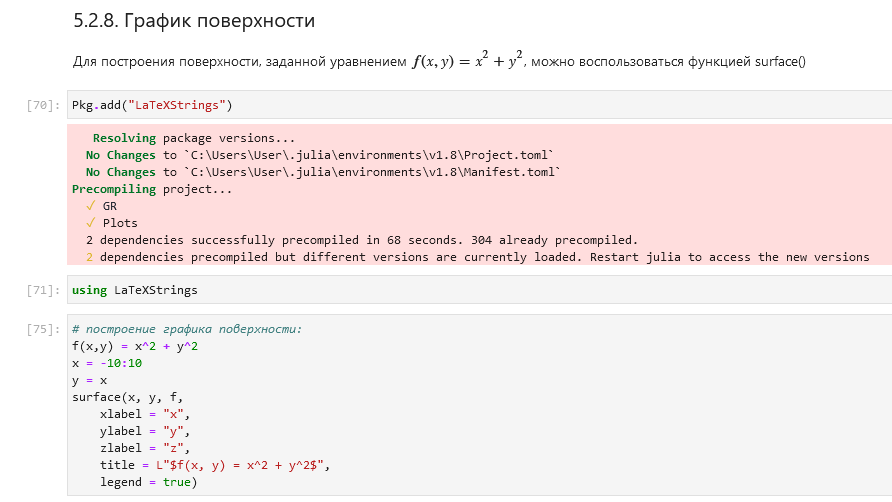 5.2.8. График поверхности
Для построения поверхности, заданной уравнением f(x, y) = x² + y², можно воспользоваться функцией surface()
[70]: Pkg.add("LaTeXStrings")
Resolving package versions...
No Changes to `C:\Users\User\.julia\environments\v1.8\Project.toml`
No Changes to `C:\Users\User\.julia\environments\v1.8\Manifest.toml`
Precompiling project...
✓ GR
✓ Plots
2 dependencies successfully precompiled in 68 seconds. 304 already precompiled.
2 dependencies precompiled but different versions are currently loaded. Restart julia to access the new versions
[71]: using LaTeXStrings
[75]: # построение графика поверхности:
f(x,y) = x^2 + y^2
x = -10:10
y = x
surface(x, y, f,
xlabel = "x",
ylabel = "y",
zlabel = "z",
title = L"$f(x, y) = x^2 + y^2$",
legend = true)